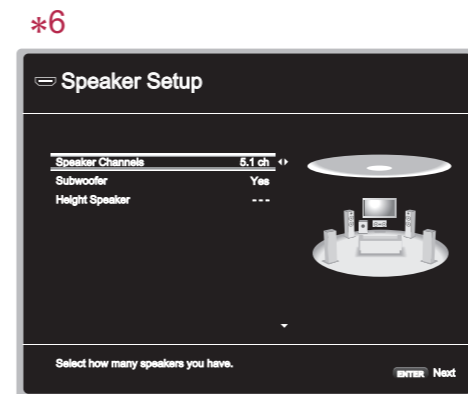 *6
Speaker Setup
Speaker Channels 5.1 ch
Subwoofer Yes
Height Speaker ---
Select how many speakers you have.
ENTER Next